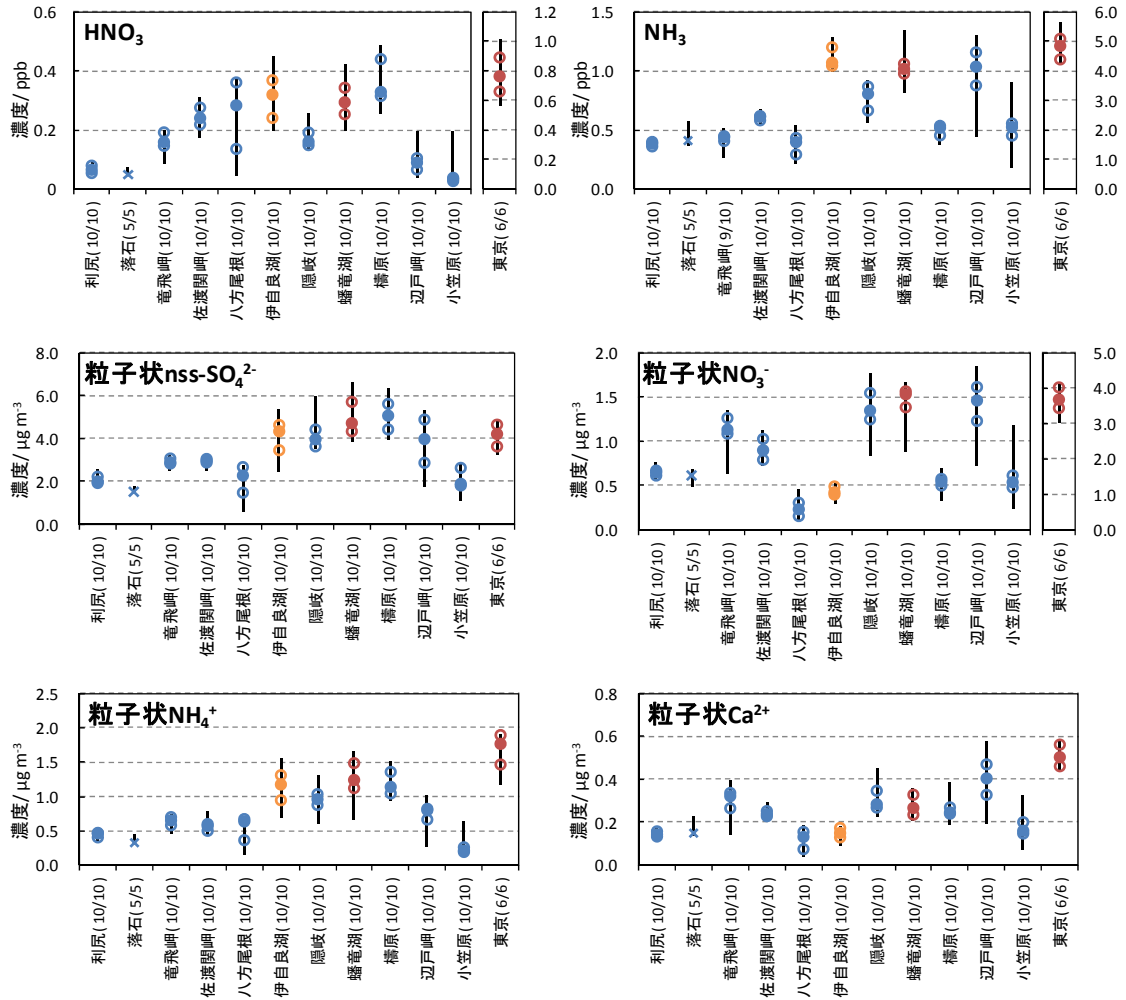 HNO₃
濃度/ ppb
0.6
0.4
0.2
0
1.2
1.0
0.8
0.6
0.4
0.2
0.0
利尻(10/10)
落石(5/5)
竜飛岬(10/10)
佐渡関岬(10/10)
八方尾根(10/10)
伊自良湖(10/10)
隠岐(10/10)
蟠竜湖(10/10)
檮原(10/10)
辺戸岬(10/10)
小笠原(10/10)
東京(6/6)
NH₃
濃度/ ppb
1.5
1.0
0.5
0.0
6.0
5.0
4.0
3.0
2.0
1.0
0.0
利尻(10/10)
落石(5/5)
竜飛岬(9/10)
佐渡関岬(10/10)
八方尾根(10/10)
伊自良湖(10/10)
隠岐(10/10)
蟠竜湖(10/10)
檮原(10/10)
辺戸岬(10/10)
小笠原(10/10)
東京(6/6)
粒子状nss-SO₄²⁻
濃度/ μg m⁻³
8.0
6.0
4.0
2.0
0.0
利尻(10/10)
落石(5/5)
竜飛岬(10/10)
佐渡関岬(10/10)
八方尾根(10/10)
伊自良湖(10/10)
隠岐(10/10)
蟠竜湖(10/10)
檮原(10/10)
辺戸岬(10/10)
小笠原(10/10)
東京(6/6)
粒子状NO₃⁻
濃度/ μg m⁻³
2.0
1.5
1.0
0.5
0.0
5.0
4.0
3.0
2.0
1.0
0.0
利尻(10/10)
落石(5/5)
竜飛岬(10/10)
佐渡関岬(10/10)
八方尾根(10/10)
伊自良湖(10/10)
隠岐(10/10)
蟠竜湖(10/10)
檮原(10/10)
辺戸岬(10/10)
小笠原(10/10)
東京(6/6)
粒子状NH₄⁺
濃度/ μg m⁻³
2.5
2.0
1.5
1.0
0.5
0.0
利尻(10/10)
落石(5/5)
竜飛岬(10/10)
佐渡関岬(10/10)
八方尾根(10/10)
伊自良湖(10/10)
隠岐(10/10)
蟠竜湖(10/10)
檮原(10/10)
辺戸岬(10/10)
小笠原(10/10)
東京(6/6)
粒子状Ca²⁺
濃度/ μg m⁻³
0.8
0.6
0.4
0.2
0.0
利尻(10/10)
落石(5/5)
竜飛岬(10/10)
佐渡関岬(10/10)
八方尾根(10/10)
伊自良湖(10/10)
隠岐(10/10)
蟠竜湖(10/10)
檮原(10/10)
辺戸岬(10/10)
小笠原(10/10)
東京(6/6)